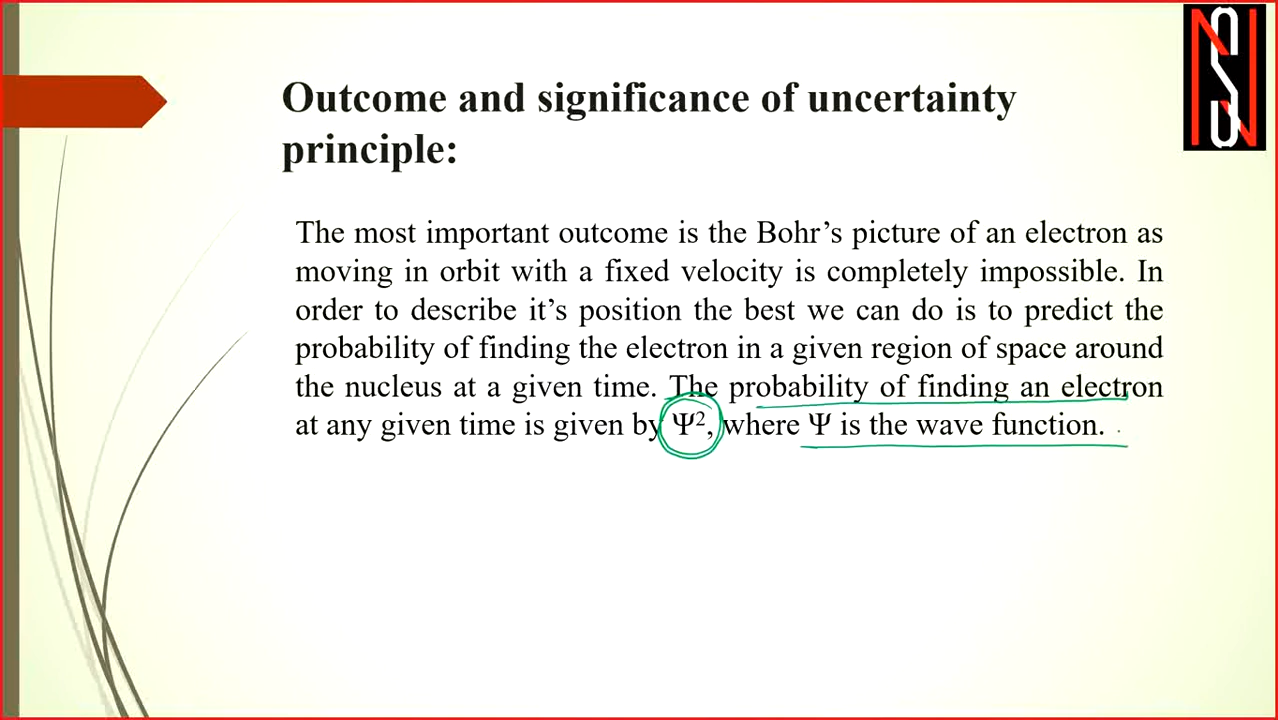 Outcome and significance of uncertainty
principle:
The most important outcome is the Bohr’s picture of an electron as
moving in orbit with a fixed velocity is completely impossible. In
order to describe it’s position the best we can do is to predict the
probability of finding the electron in a given region of space around
the nucleus at a given time. The probability of finding an electron
at any given time is given by Ψ², where Ψ is the wave function.